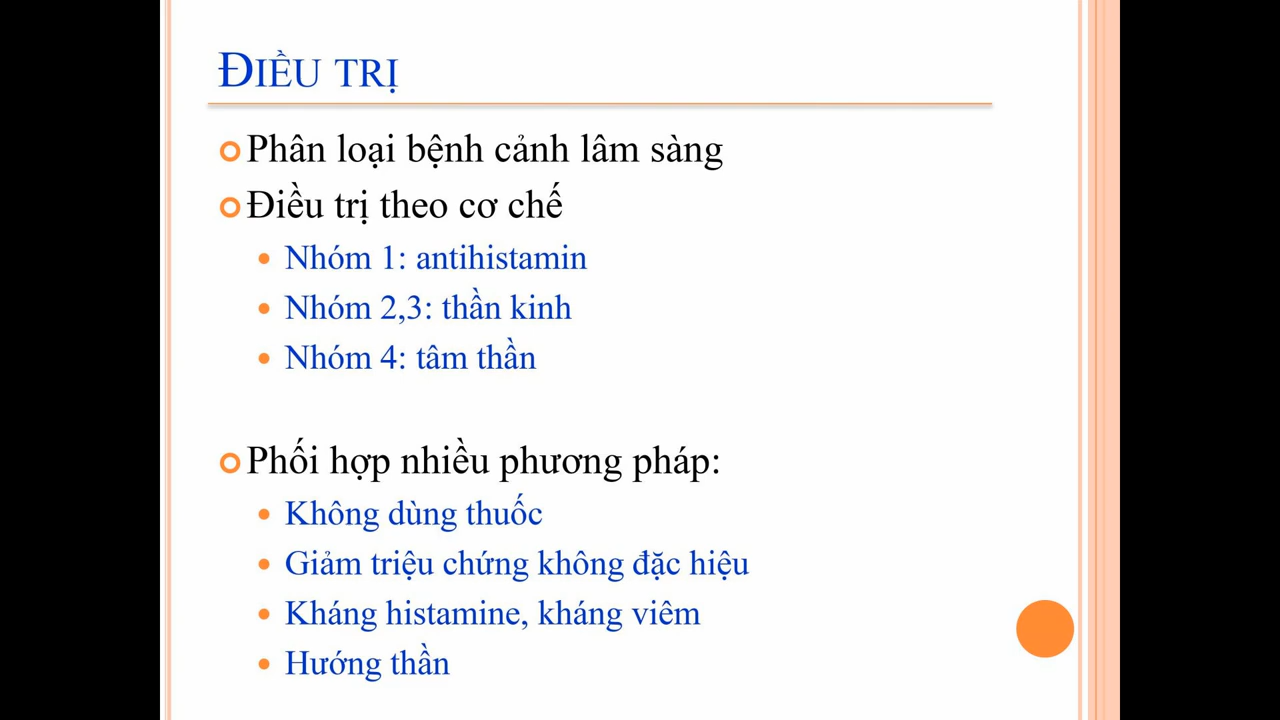 ĐIỀU TRỊ
Phân loại bệnh cảnh lâm sàng
Điều trị theo cơ chế
Nhóm 1: antihistamin
Nhóm 2,3: thần kinh
Nhóm 4: tâm thần
Phối hợp nhiều phương pháp:
Không dùng thuốc
Giảm triệu chứng không đặc hiệu
Kháng histamine, kháng viêm
Hướng thần